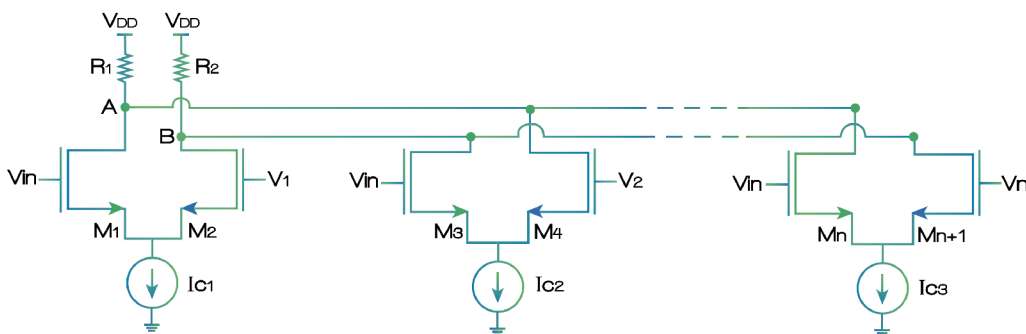 VDD VDD
R1 R2
A
B
Vin V1 Vin V2 Vin Vn
M1 M2 M3 M4 Mn Mn+1
Ic1 Ic2 Ic3